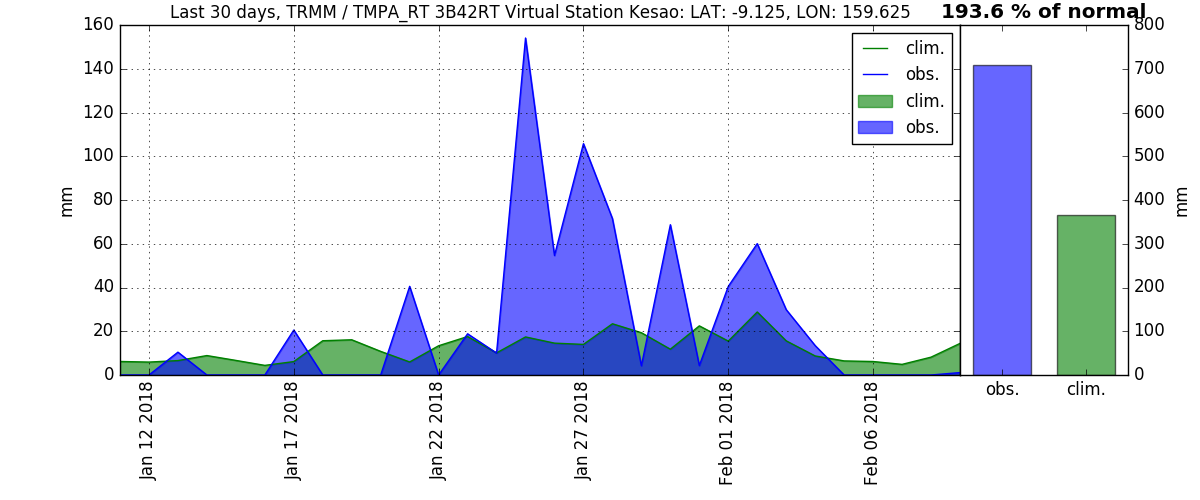 Last 30 days, TRMM / TMPA_RT 3B42RT Virtual Station Kesao: LAT: -9.125, LON: 159.625
193.6 % of normal
160
140
120
100
80
60
40
20
0
mm
clim.
obs.
clim.
obs.
800
700
600
500
400
300
200
100
0
mm
Jan 12 2018
Jan 17 2018
Jan 22 2018
Jan 27 2018
Feb 01 2018
Feb 06 2018
obs.
clim.